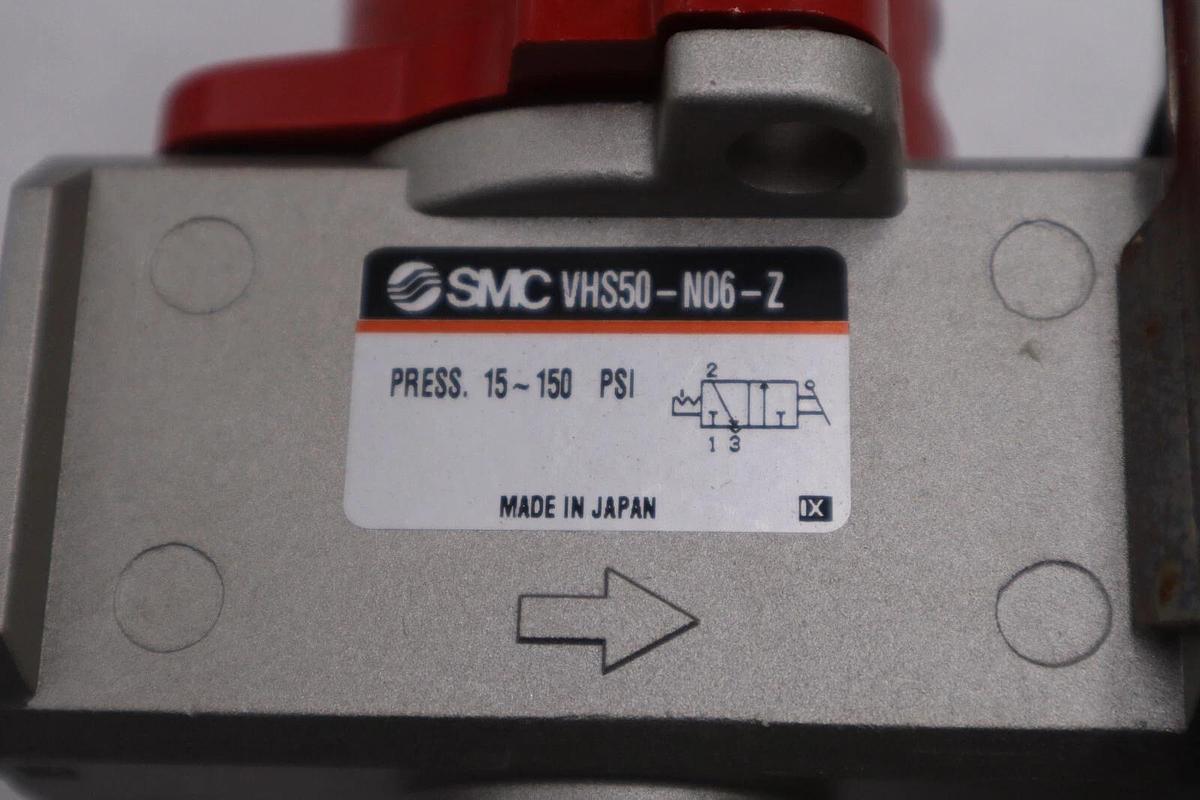 SMC VHS50-N06-Z
PRESS. 15~150 PSI
2
1 3
MADE IN JAPAN
IX